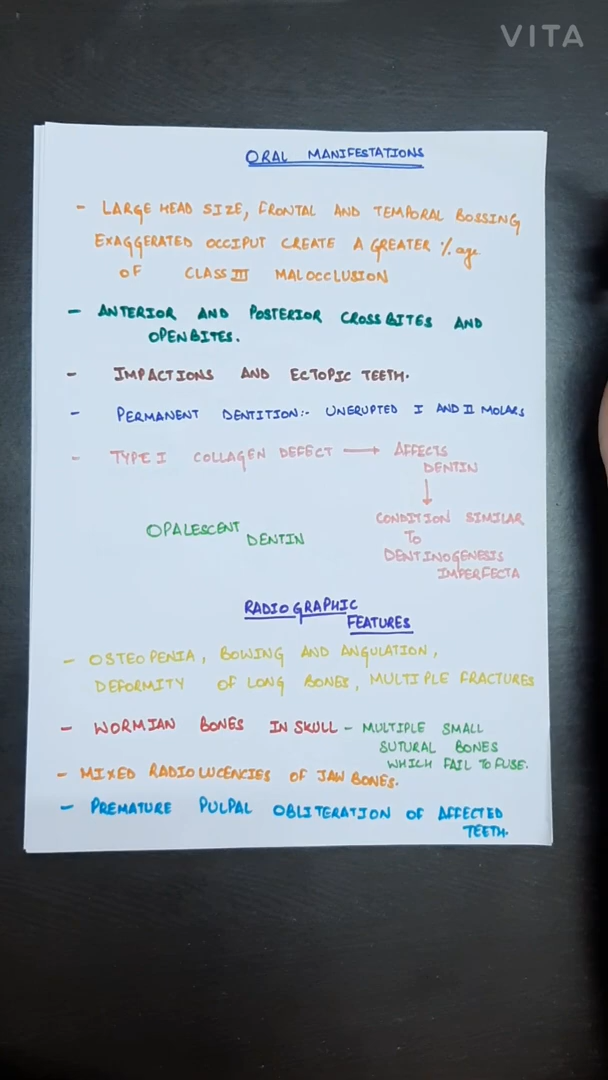 VITA
ORAL MANIFESTATIONS
- LARGE HEAD SIZE, FRONTAL AND TEMPORAL BOSSING
EXAGGERATED OCCIPUT CREATE A GREATER %age
OF CLASS III MALOCCLUSION
- ANTERIOR AND POSTERIOR CROSSBITES AND
OPENBITES.
- IMPACTIONS AND ECTOPIC TEETH.
- PERMANENT DENTITION:- UNERUPTED I AND II MOLARS
- TYPE I COLLAGEN DEFECT → AFFECTS
DENTIN
↓
CONDITION SIMILAR
TO
DENTINOGENESIS
IMPERFECTA
OPALESCENT
DENTIN
RADIOGRAPHIC
FEATURES
- OSTEOPENIA, BOWING AND ANGULATION,
DEFORMITY OF LONG BONES, MULTIPLE FRACTURES
- WORMIAN BONES IN SKULL - MULTIPLE SMALL
SUTURAL BONES
WHICH FAIL TO FUSE.
- MIXED RADIOLUCENCIES OF JAW BONES.
- PREMATURE PULPAL OBLITERATION OF AFFECTED
TEETH.